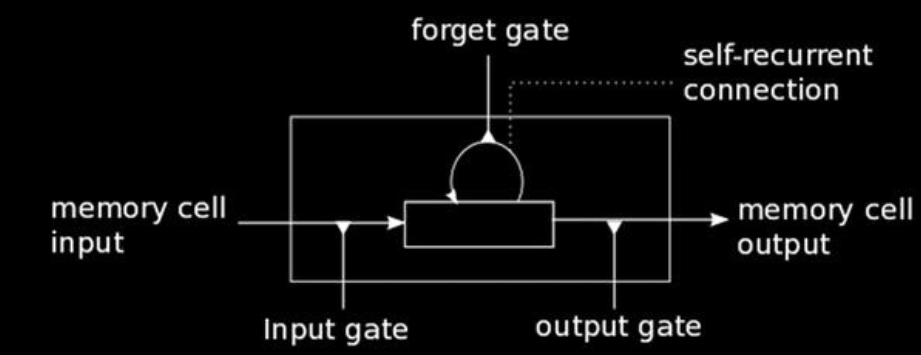 forget gate
self-recurrent
connection
memory cell
input
memory cell
output
Input gate
output gate